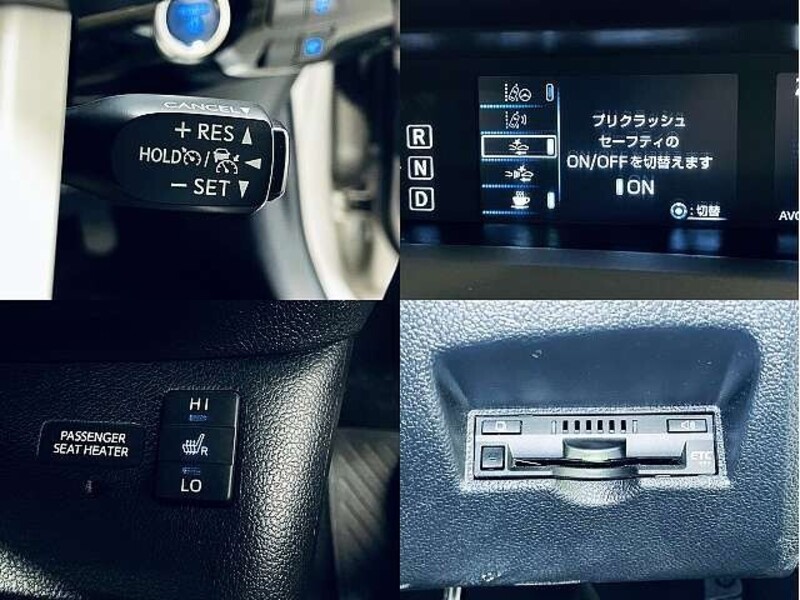 CANCEL▼
+ RES ▲
HOLD / ◄
− SET ▼
R
N
D
プリクラッシュ
セーフティの
ON/OFFを切替えます
ON
:切替
PASSENGER
SEAT HEATER
HI
R
LO
ETC